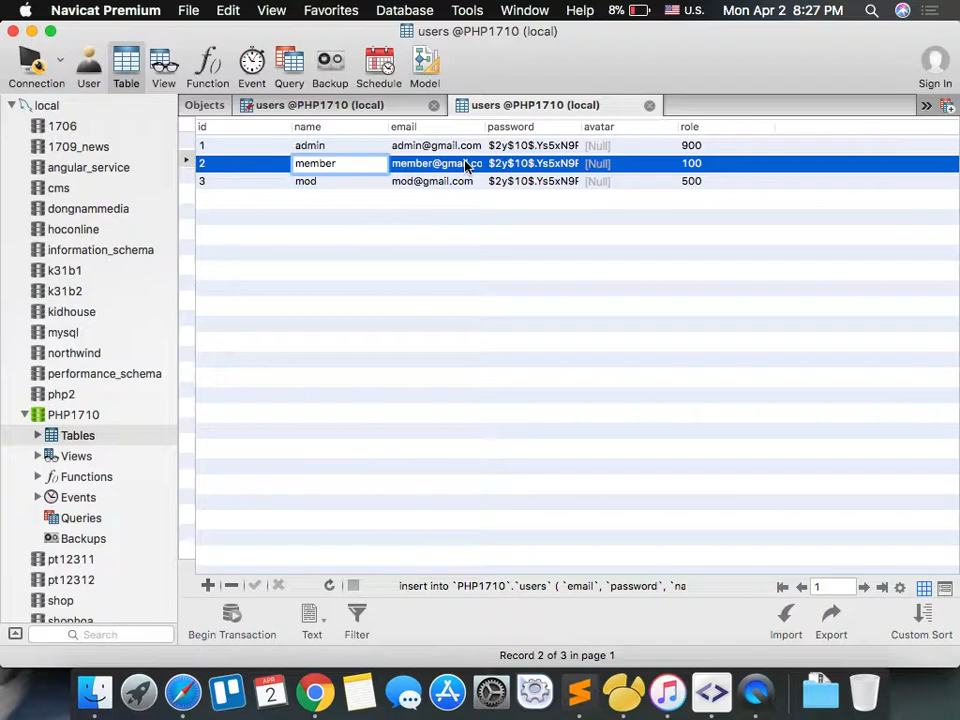 Navicat Premium File Edit View Favorites Tools Window Help 8% U.S. Mon Apr 2 8:27 PM
users @PHP1710 (local)
Connection User Table View Function Event Query Backup Schedule Model Sign In
local
1706
1709_news
angular_service
cms
dongnammedia
hoconline
information_schema
k31b1
k31b2
kidhouse
mysql
northwind
performance_schema
php2
PHP1710
Tables
Views
Functions
Events
Queries
Backups
pt12311
pt12312
shop
shophoa
Search
Objects users @PHP1710 (local) users @PHP1710 (local)
id name email password avatar role
1 admin admin@gmail.com $2y$10$.Ys5xN9F [Null] 900
2 member member@gmail.co $2y$10$.Ys5xN9F [Null] 100
3 mod mod@gmail.com $2y$10$.Ys5xN9F [Null] 500
insert into `PHP1710`.`users` ( `email`, `password`, `na 1
Begin Transaction Text Filter Import Export Custom Sort
Record 2 of 3 in page 1
APR
2